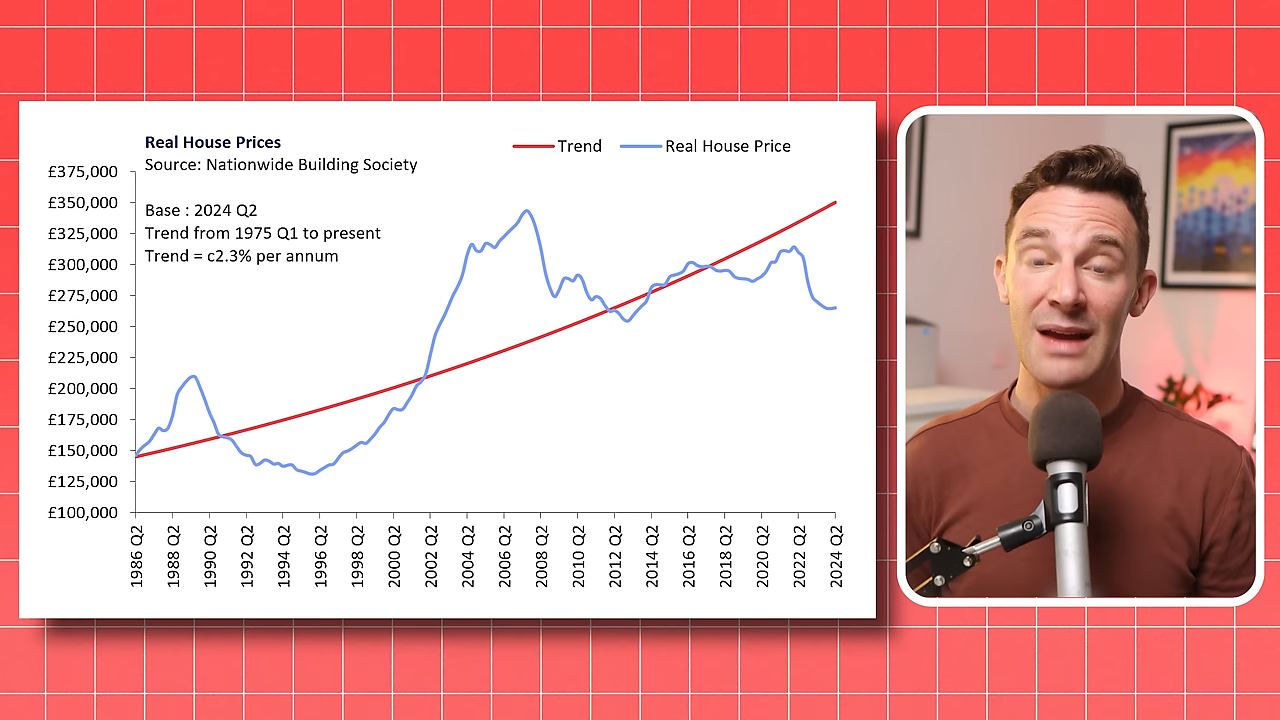 Real House Prices
Source: Nationwide Building Society
Trend
Real House Price
Base : 2024 Q2
Trend from 1975 Q1 to present
Trend = c2.3% per annum
£375,000
£350,000
£325,000
£300,000
£275,000
£250,000
£225,000
£200,000
£175,000
£150,000
£125,000
£100,000
1986 Q2
1988 Q2
1990 Q2
1992 Q2
1994 Q2
1996 Q2
1998 Q2
2000 Q2
2002 Q2
2004 Q2
2006 Q2
2008 Q2
2010 Q2
2012 Q2
2014 Q2
2016 Q2
2018 Q2
2020 Q2
2022 Q2
2024 Q2